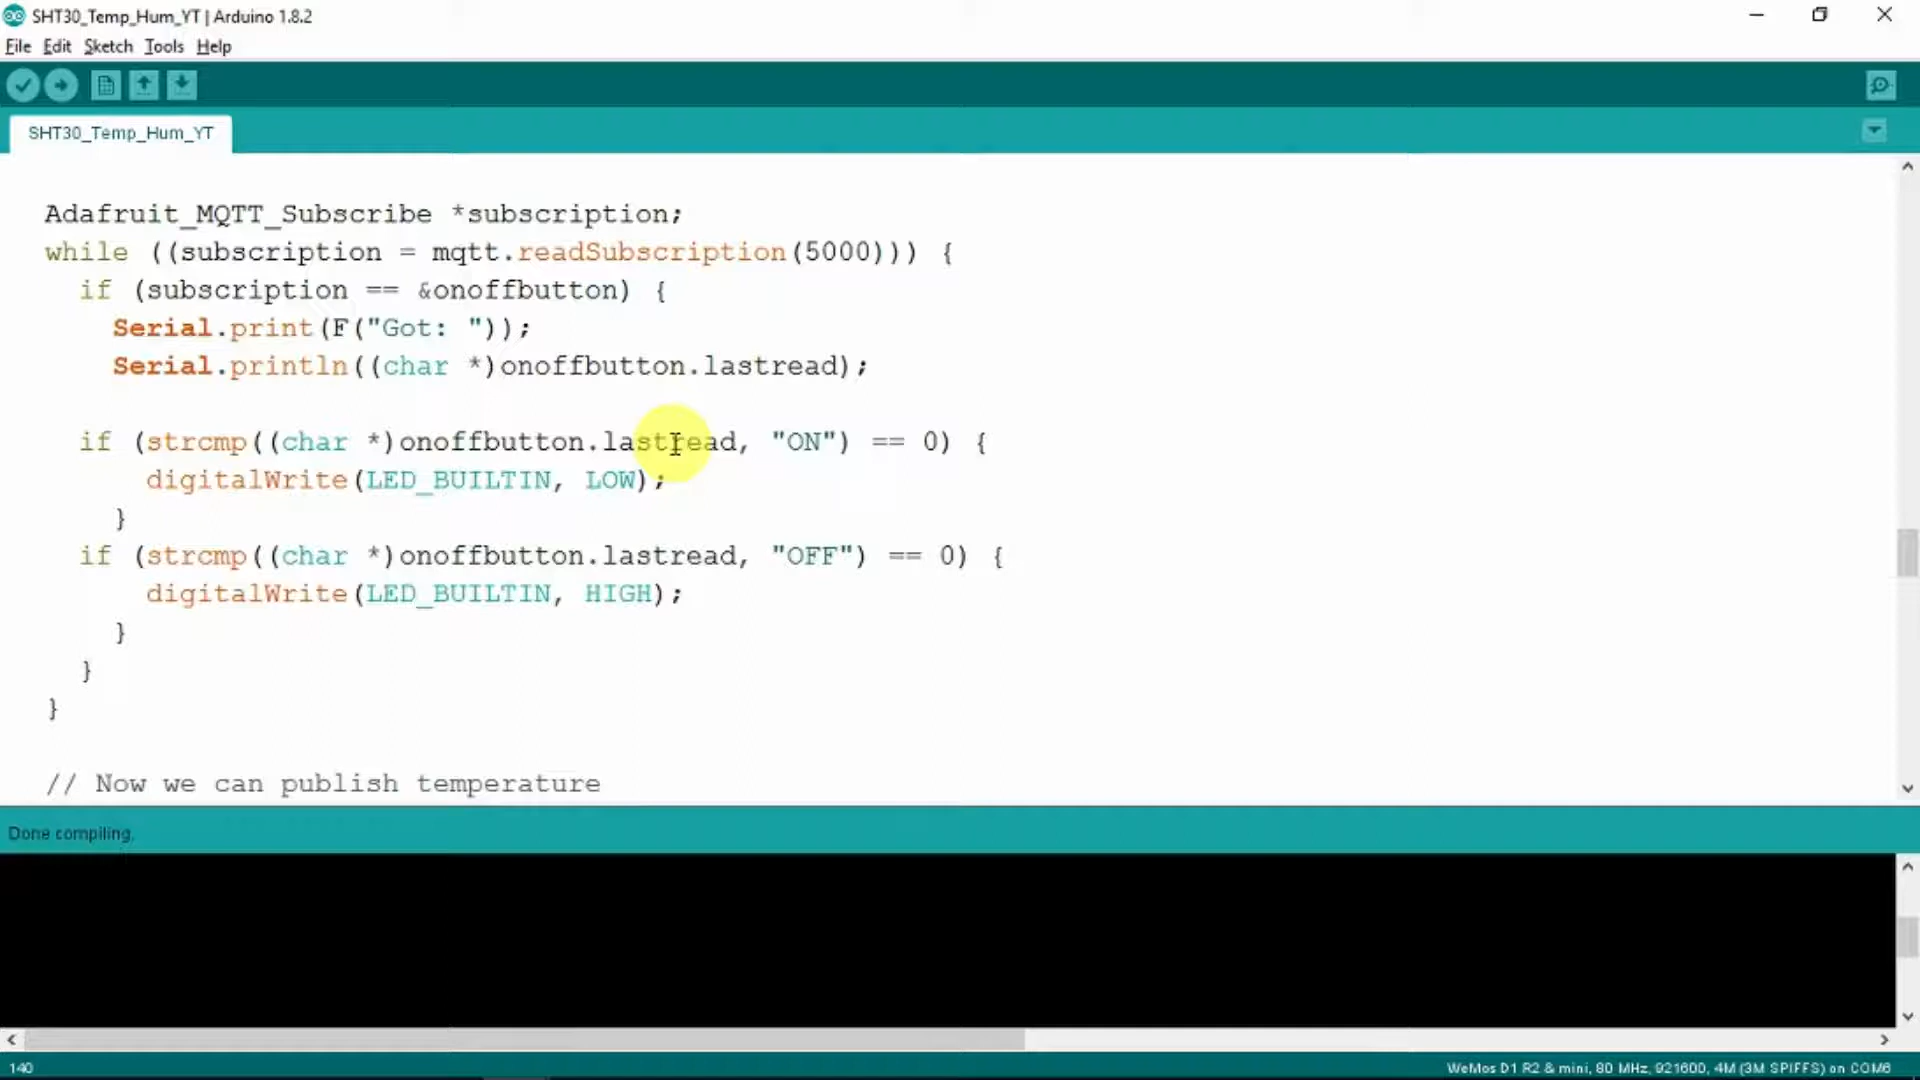 SHT30_Temp_Hum_YT | Arduino 1.8.2
File Edit Sketch Tools Help
SHT30_Temp_Hum_YT
Adafruit_MQTT_Subscribe *subscription;
while ((subscription = mqtt.readSubscription(5000))) {
if (subscription == &onoffbutton) {
Serial.print(F("Got: "));
Serial.println((char *)onoffbutton.lastread);
if (strcmp((char *)onoffbutton.lastread, "ON") == 0) {
digitalWrite(LED_BUILTIN, LOW);
}
if (strcmp((char *)onoffbutton.lastread, "OFF") == 0) {
digitalWrite(LED_BUILTIN, HIGH);
}
}
}
// Now we can publish temperature
Done compiling.
140
WeMos D1 R2 & mini, 80 MHz, 921600, 4M (3M SPIFFS) on COM6